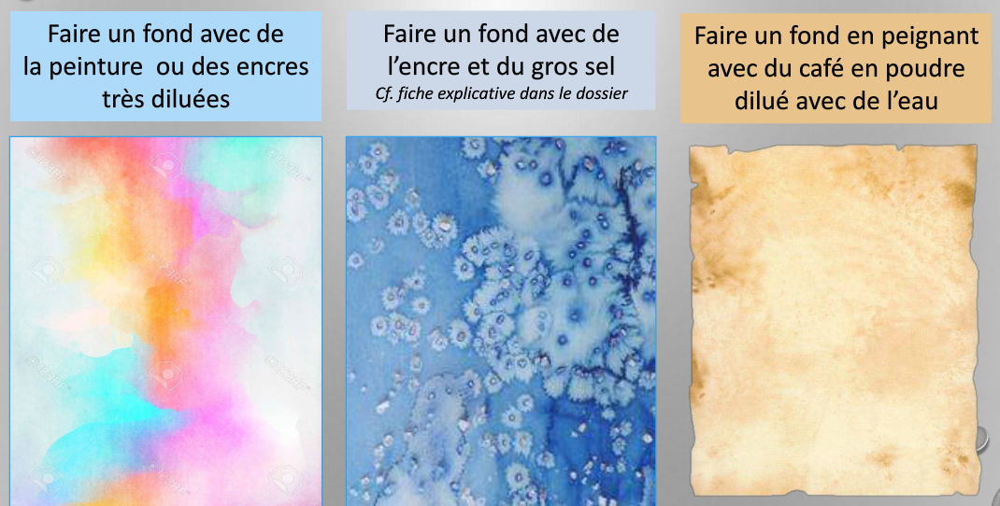 Faire un fond avec de
la peinture ou des encres
très diluées
Faire un fond avec de
l'encre et du gros sel
Cf. fiche explicative dans le dossier
Faire un fond en peignant
avec du café en poudre
dilué avec de l'eau